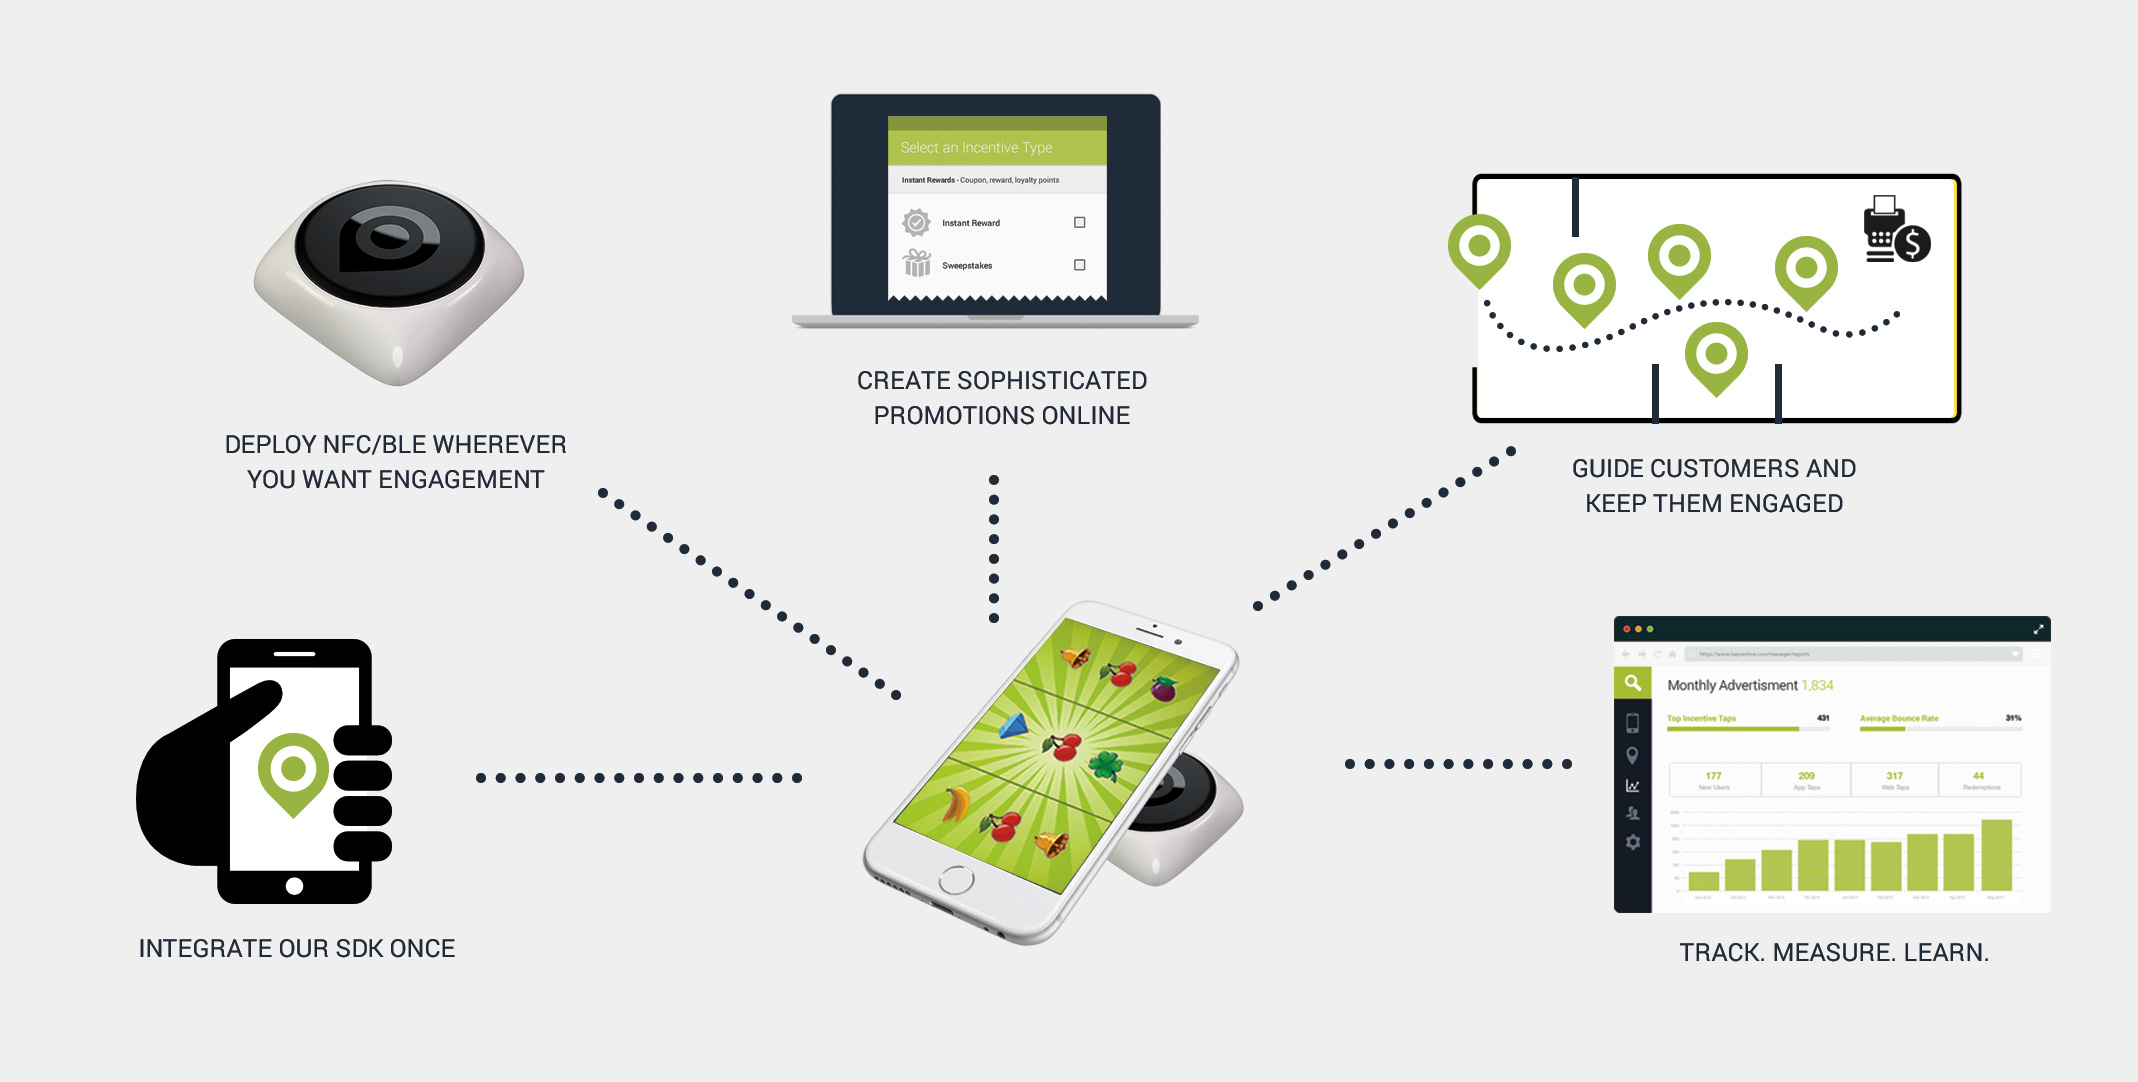 Select an Incentive Type
Instant Rewards - Coupon, reward, loyalty points
Instant Reward
Sweepstakes
$
DEPLOY NFC/BLE WHEREVER
YOU WANT ENGAGEMENT
CREATE SOPHISTICATED
PROMOTIONS ONLINE
GUIDE CUSTOMERS AND
KEEP THEM ENGAGED
INTEGRATE OUR SDK ONCE
Monthly Advertisment 1,834
Top Incentive Taps 431
Average Bounce Rate 31%
177 209 317 44
New Users App Taps Web Taps Redemptions
TRACK. MEASURE. LEARN.